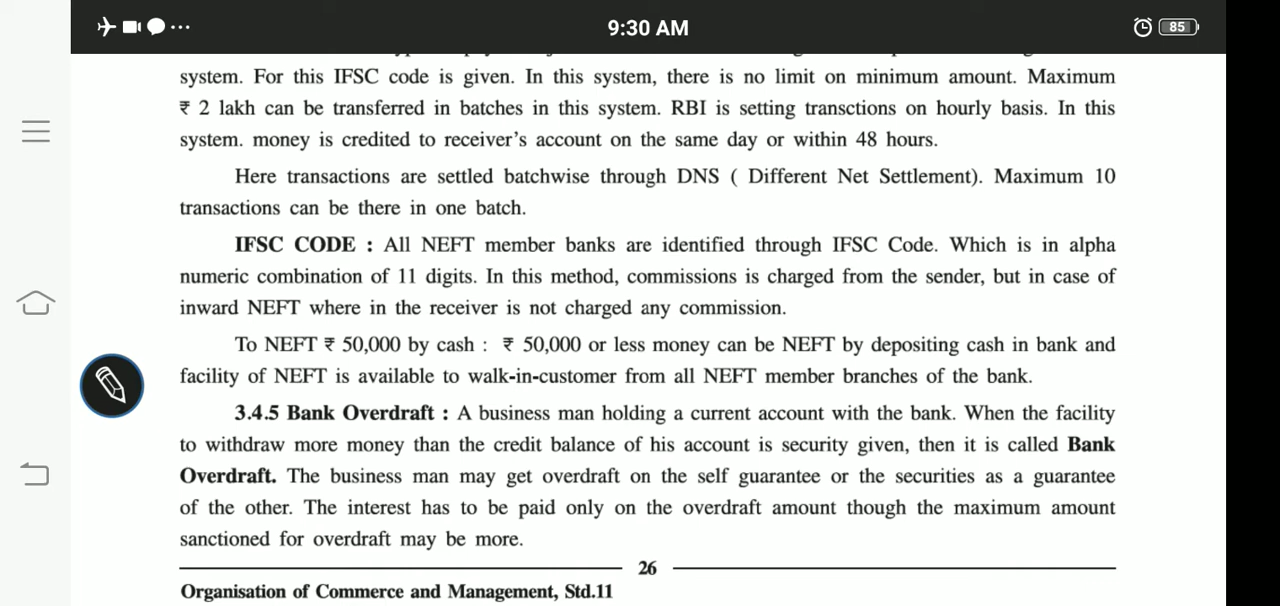 9:30 AM
85
system. For this IFSC code is given. In this system, there is no limit on minimum amount. Maximum
₹ 2 lakh can be transferred in batches in this system. RBI is setting transctions on hourly basis. In this
system. money is credited to receiver's account on the same day or within 48 hours.
Here transactions are settled batchwise through DNS ( Different Net Settlement). Maximum 10
transactions can be there in one batch.
IFSC CODE : All NEFT member banks are identified through IFSC Code. Which is in alpha
numeric combination of 11 digits. In this method, commissions is charged from the sender, but in case of
inward NEFT where in the receiver is not charged any commission.
To NEFT ₹ 50,000 by cash : ₹ 50,000 or less money can be NEFT by depositing cash in bank and
facility of NEFT is available to walk-in-customer from all NEFT member branches of the bank.
3.4.5 Bank Overdraft : A business man holding a current account with the bank. When the facility
to withdraw more money than the credit balance of his account is security given, then it is called Bank
Overdraft. The business man may get overdraft on the self guarantee or the securities as a guarantee
of the other. The interest has to be paid only on the overdraft amount though the maximum amount
sanctioned for overdraft may be more.
26
Organisation of Commerce and Management, Std.11